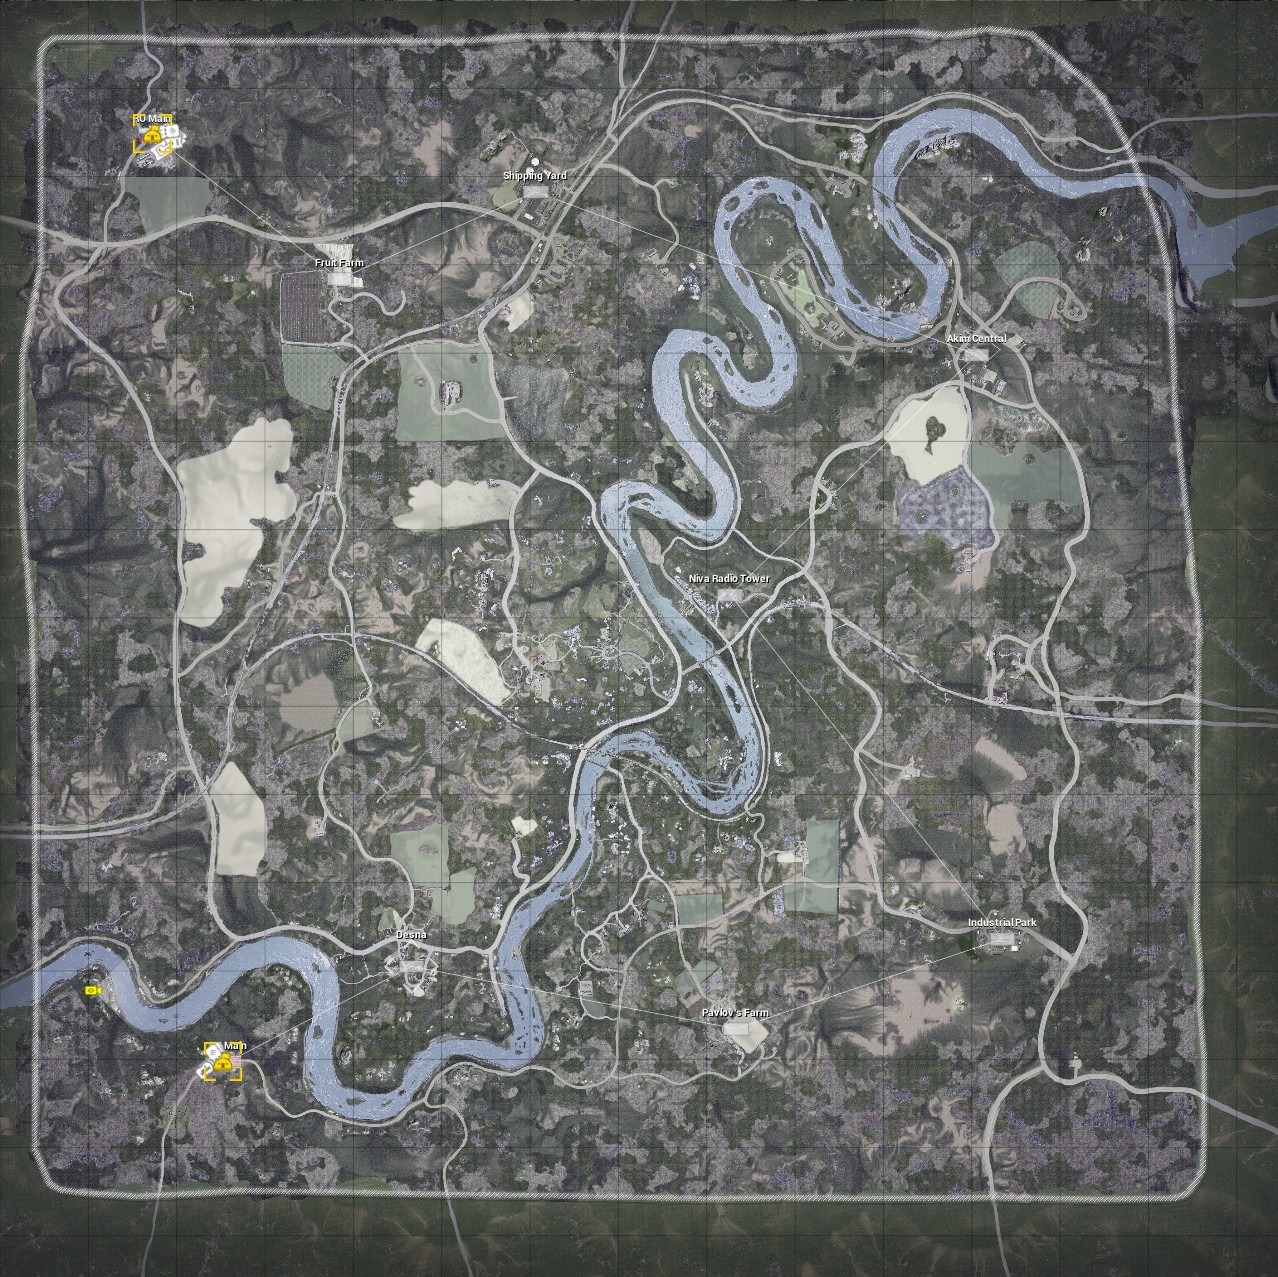 RU Main
Shipping Yard
Fruit Farm
Akim Central
Niva Radio Tower
Industrial Park
Desna
Pavlov's Farm
Main